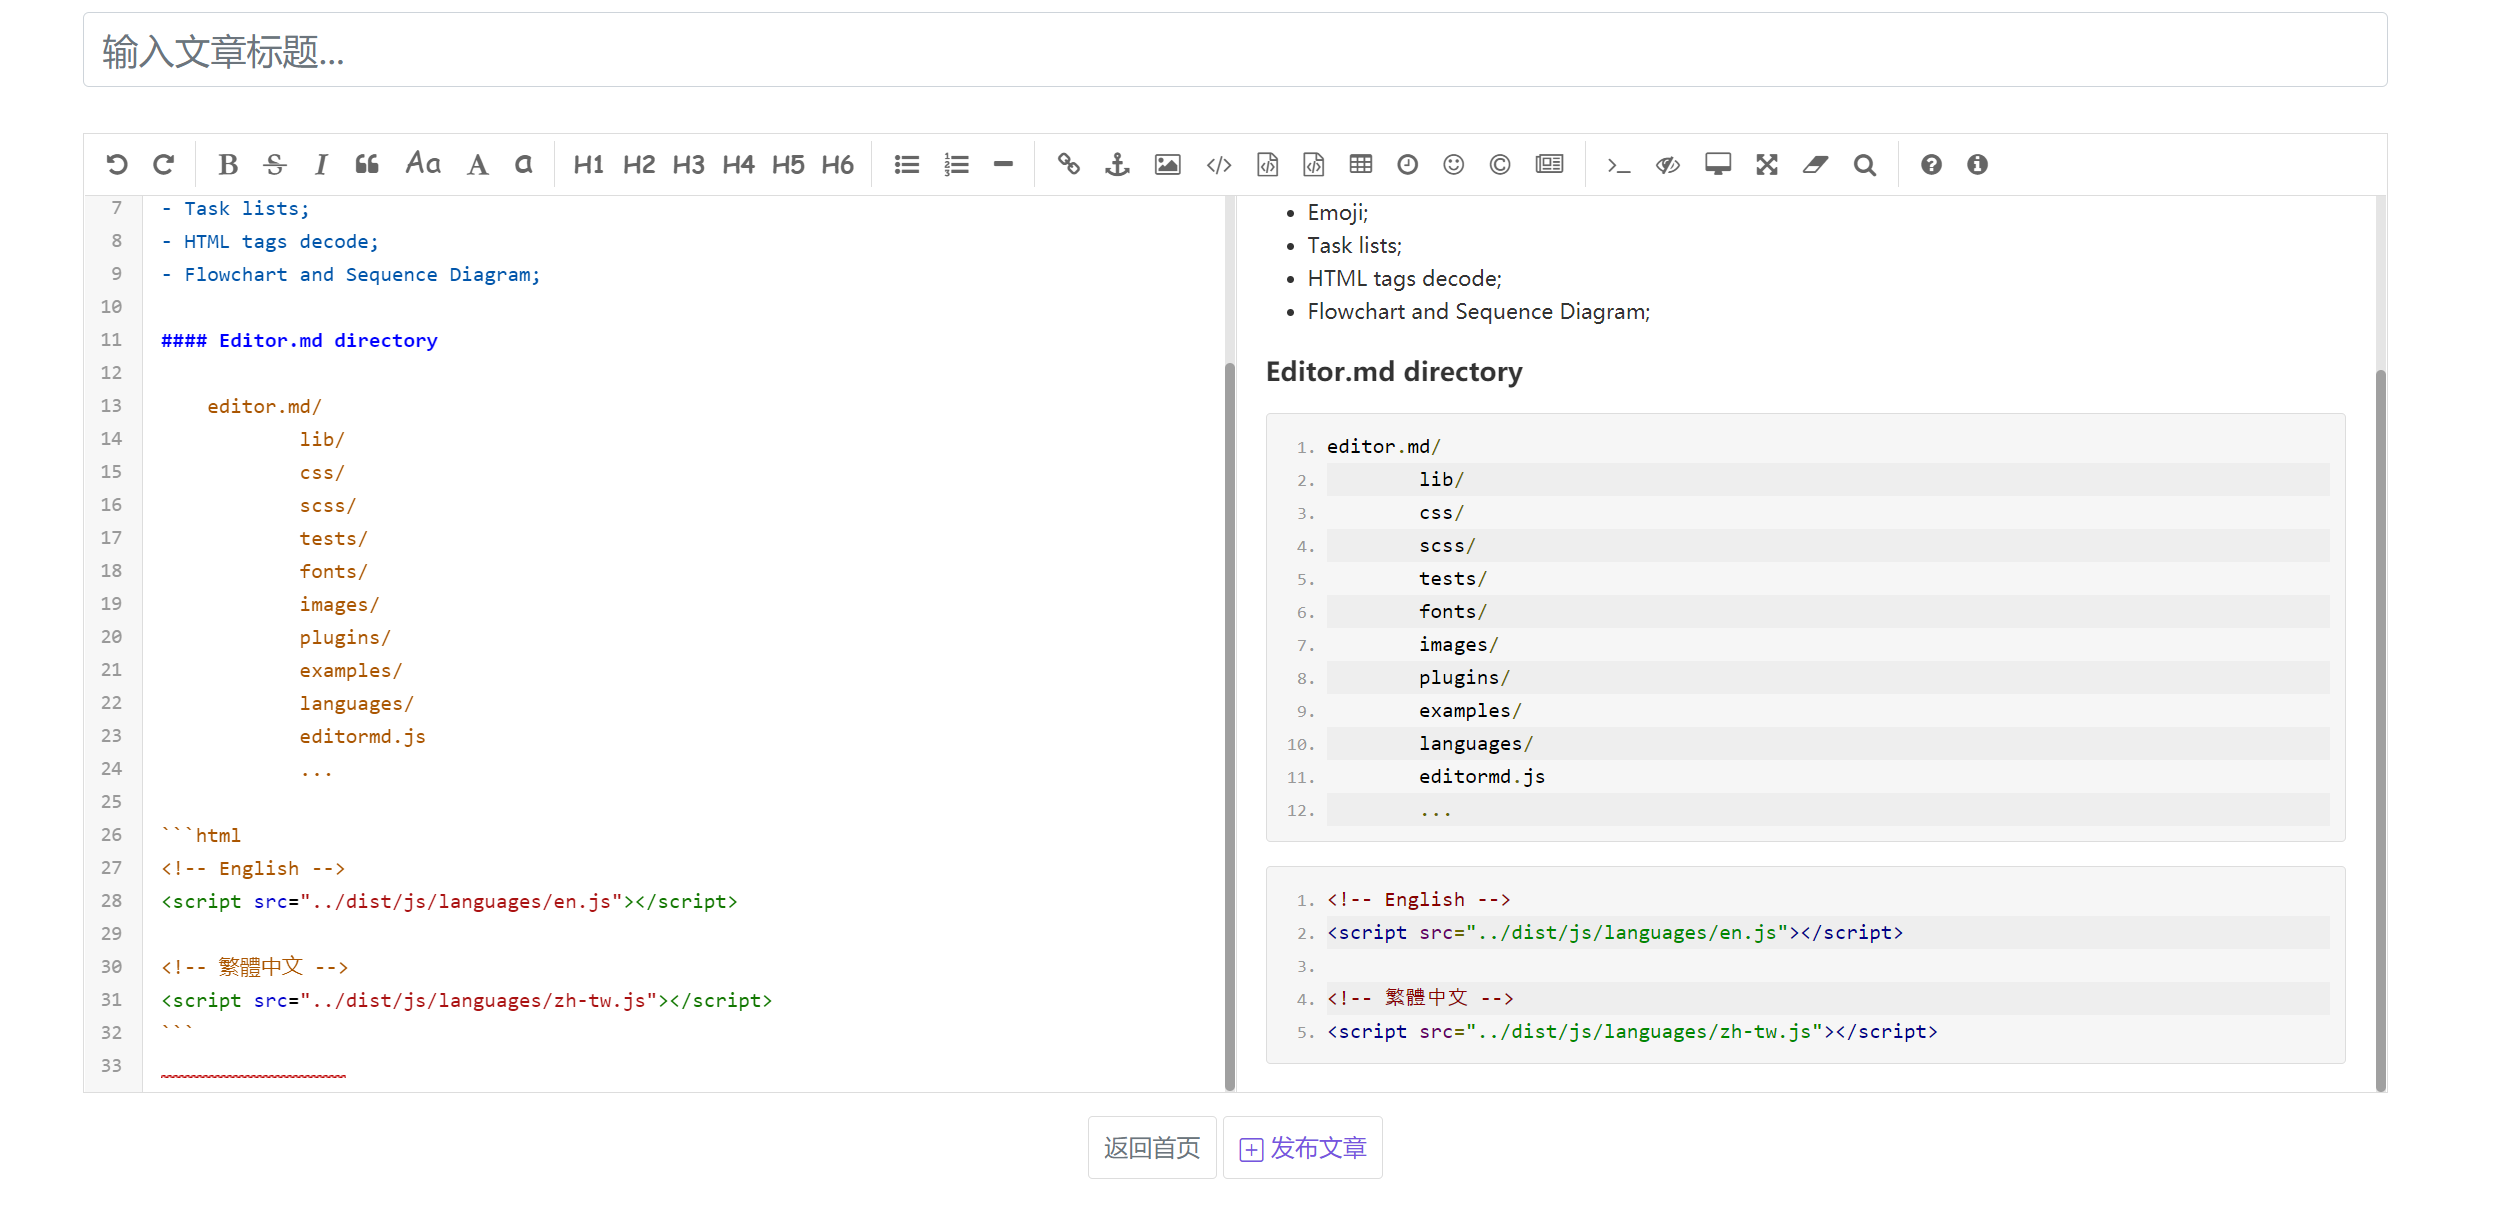 输入文章标题...
B S I Aa A a H1 H2 H3 H4 H5 H6
7 - Task lists;
8 - HTML tags decode;
9 - Flowchart and Sequence Diagram;
10
11 #### Editor.md directory
12
13 editor.md/
14 lib/
15 css/
16 scss/
17 tests/
18 fonts/
19 images/
20 plugins/
21 examples/
22 languages/
23 editormd.js
24 ...
25
26 ```html
27 <!-- English -->
28 <script src="../dist/js/languages/en.js"></script>
29
30 <!-- 繁體中文 -->
31 <script src="../dist/js/languages/zh-tw.js"></script>
32 ```
33
• Emoji;
• Task lists;
• HTML tags decode;
• Flowchart and Sequence Diagram;
Editor.md directory
1. editor.md/
2. lib/
3. css/
4. scss/
5. tests/
6. fonts/
7. images/
8. plugins/
9. examples/
10. languages/
11. editormd.js
12. ...
1. <!-- English -->
2. <script src="../dist/js/languages/en.js"></script>
3.
4. <!-- 繁體中文 -->
5. <script src="../dist/js/languages/zh-tw.js"></script>
返回首页
发布文章